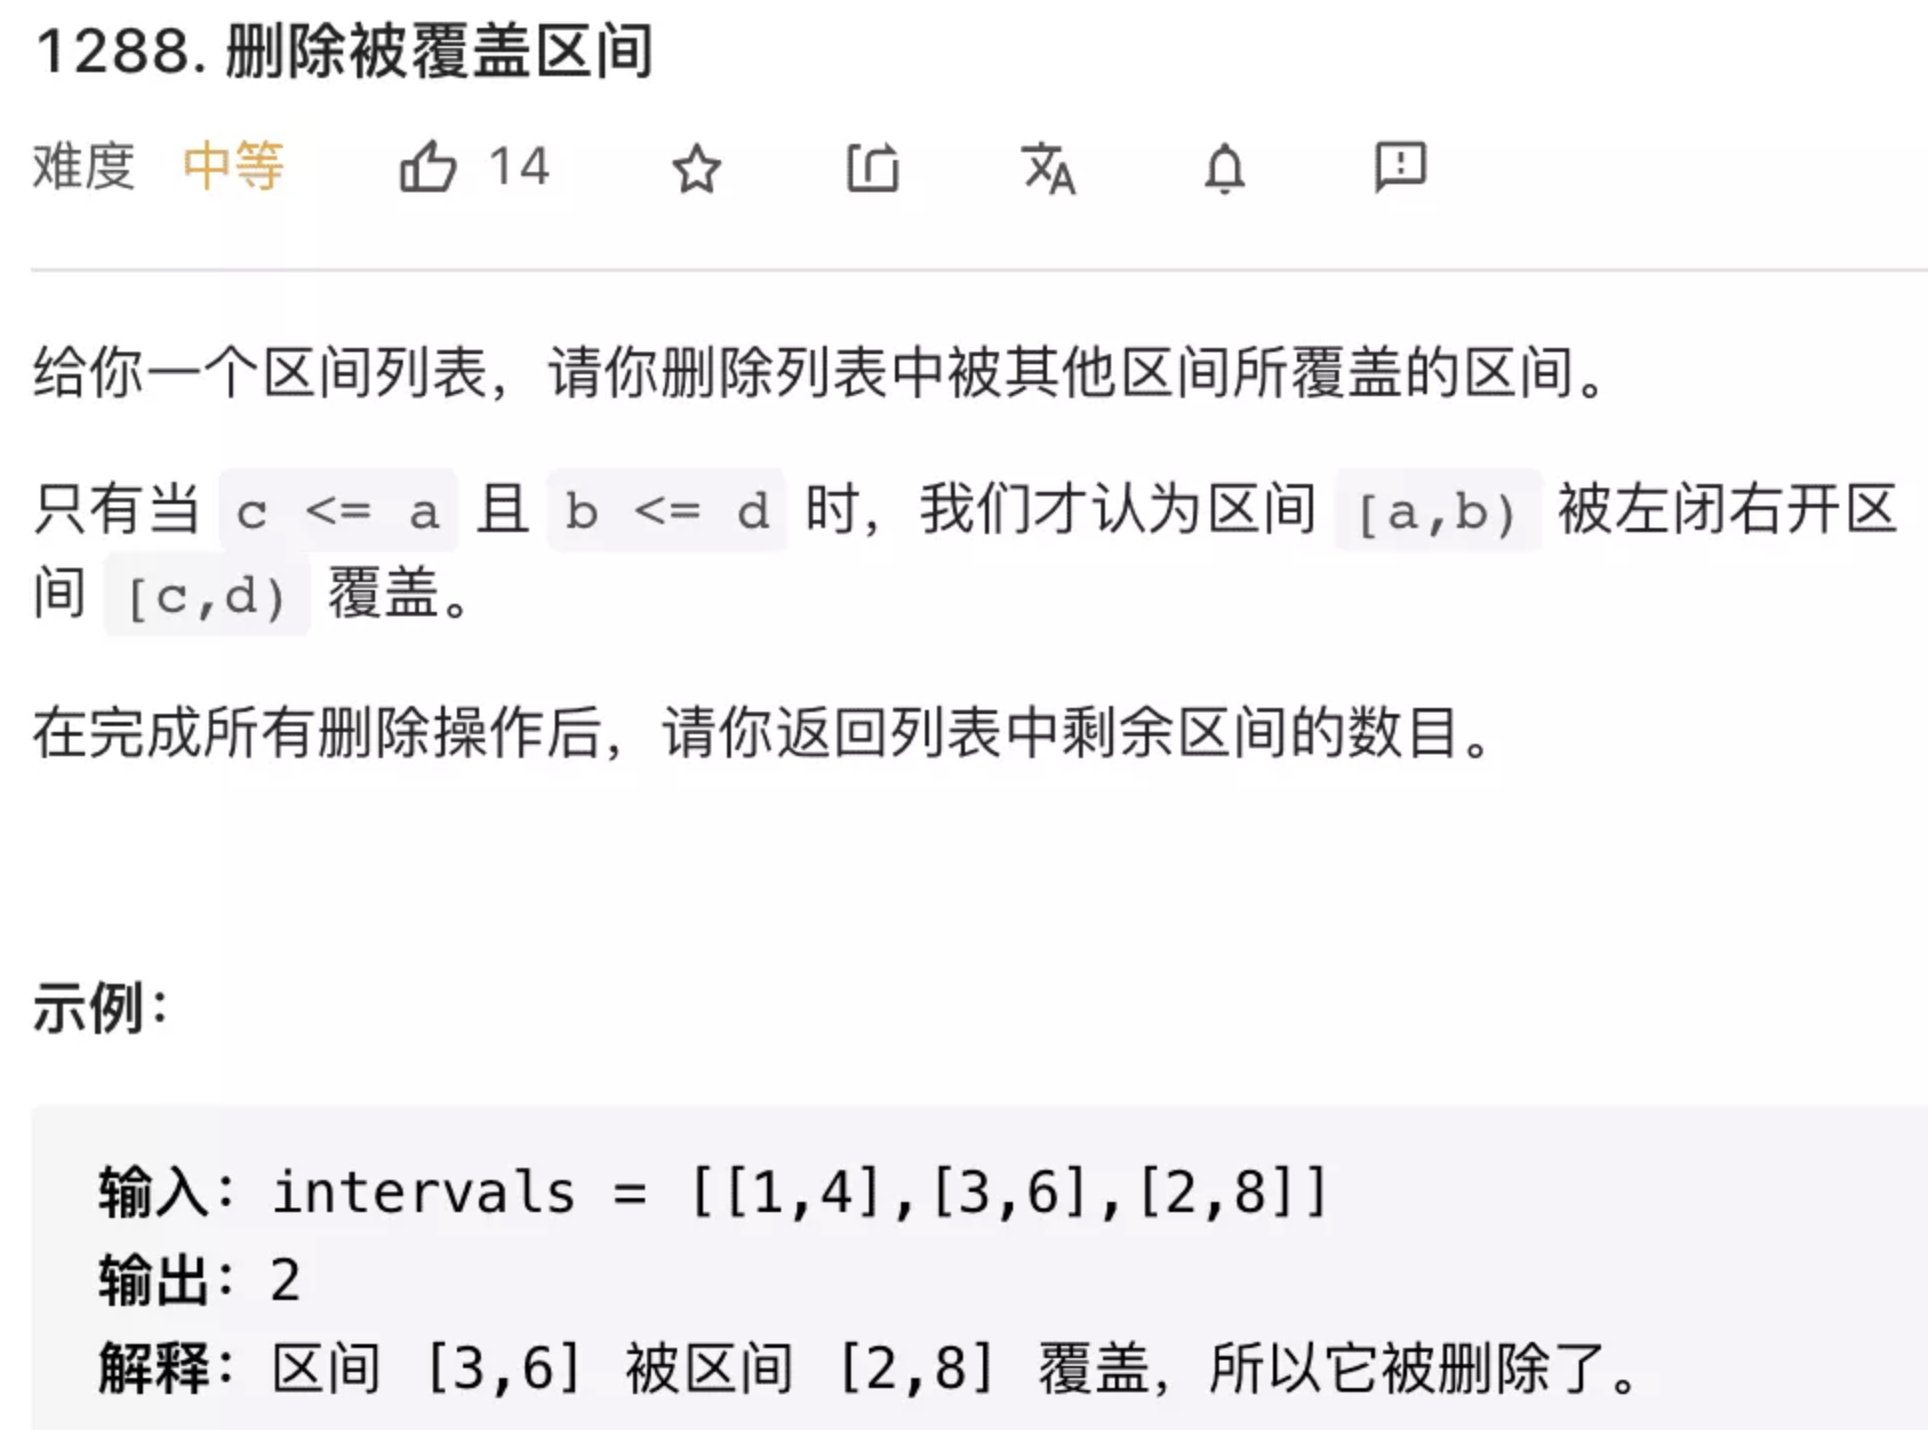 1288. 删除被覆盖区间
难度 中等 14
给你一个区间列表，请你删除列表中被其他区间所覆盖的区间。
只有当 c <= a 且 b <= d 时，我们才认为区间 [a,b) 被左闭右开区
间 [c,d) 覆盖。
在完成所有删除操作后，请你返回列表中剩余区间的数目。
示例：
输入：intervals = [[1,4],[3,6],[2,8]]
输出：2
解释：区间 [3,6] 被区间 [2,8] 覆盖，所以它被删除了。